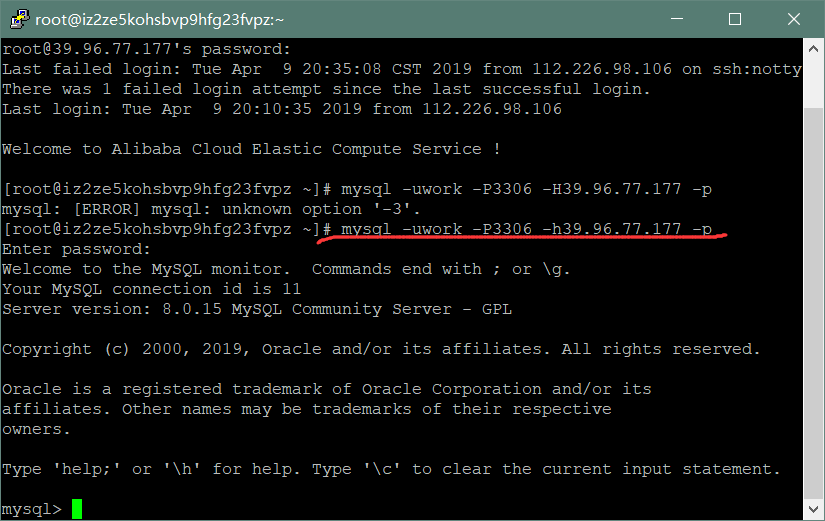 root@iz2ze5kohsbvp9hfg23fvpz:~
root@39.96.77.177's password:
Last failed login: Tue Apr  9 20:35:08 CST 2019 from 112.226.98.106 on ssh:notty
There was 1 failed login attempt since the last successful login.
Last login: Tue Apr  9 20:10:35 2019 from 112.226.98.106
Welcome to Alibaba Cloud Elastic Compute Service !
[root@iz2ze5kohsbvp9hfg23fvpz ~]# mysql -uwork -P3306 -H39.96.77.177 -p
mysql: [ERROR] mysql: unknown option '-3'.
[root@iz2ze5kohsbvp9hfg23fvpz ~]# mysql -uwork -P3306 -h39.96.77.177 -p
Enter password:
Welcome to the MySQL monitor.  Commands end with ; or \g.
Your MySQL connection id is 11
Server version: 8.0.15 MySQL Community Server - GPL
Copyright (c) 2000, 2019, Oracle and/or its affiliates. All rights reserved.
Oracle is a registered trademark of Oracle Corporation and/or its
affiliates. Other names may be trademarks of their respective
owners.
Type 'help;' or '\h' for help. Type '\c' to clear the current input statement.
mysql>